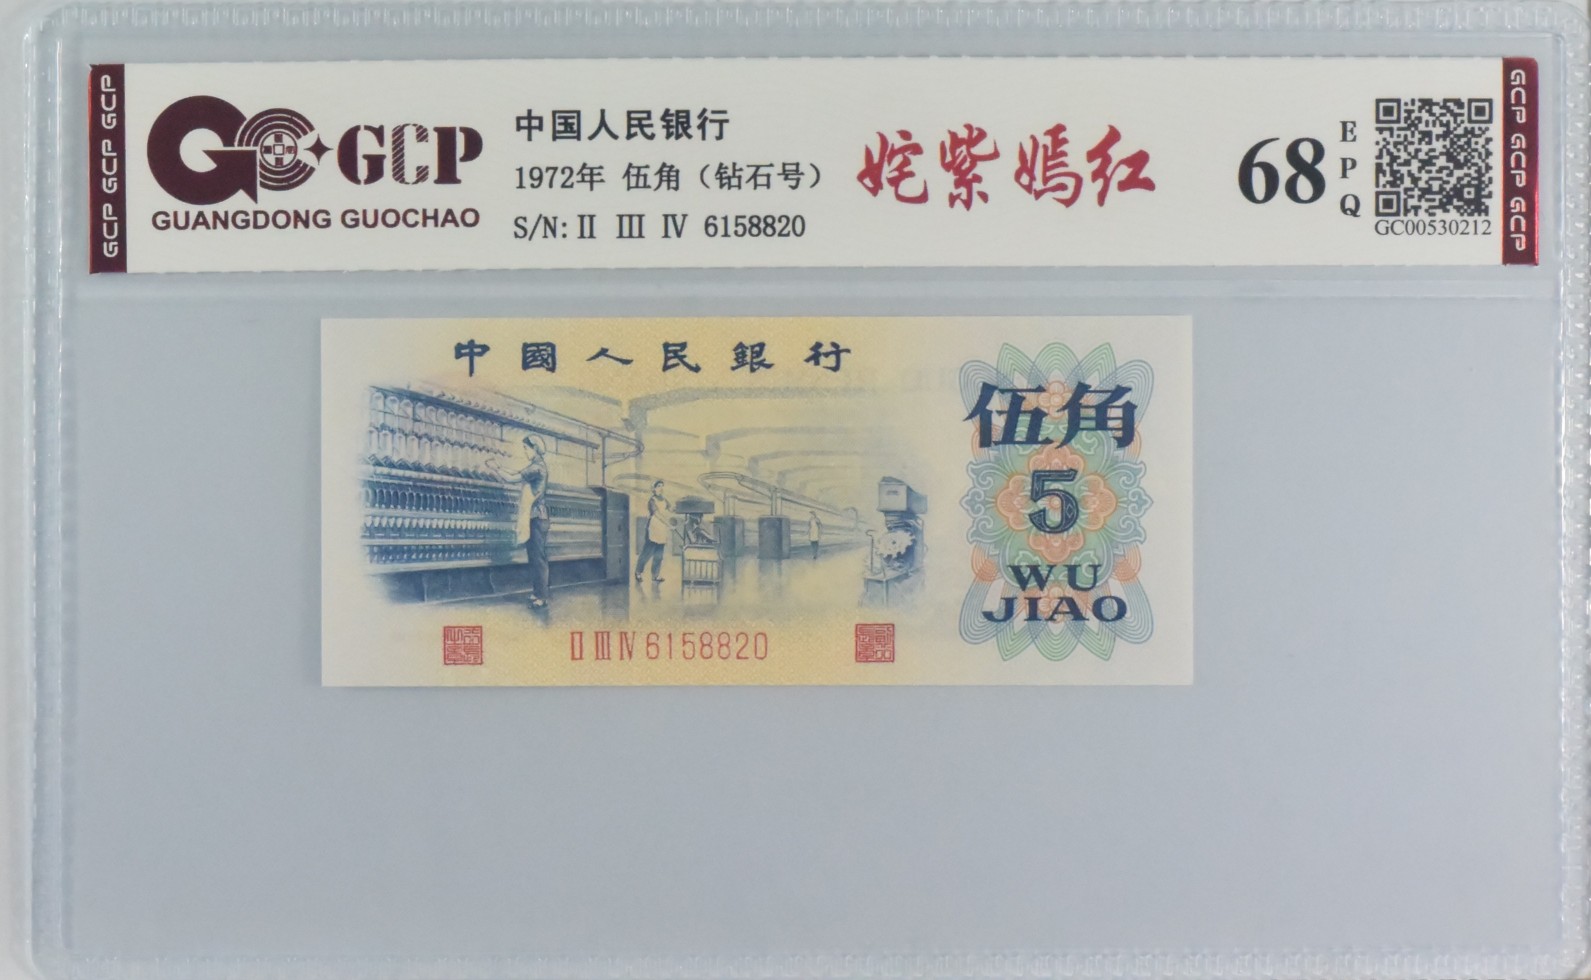 GCP GCP GCP
GCP
GUANGDONG GUOCHAO
中国人民银行
1972年 伍角（钻石号）
S/N: Ⅱ Ⅲ Ⅳ 6158820
姹紫嫣红
68
EPQ
GC00530212
GCP GCP GCP
中國人民銀行
伍角
5
WU
JIAO
Ⅱ Ⅲ Ⅳ 6158820